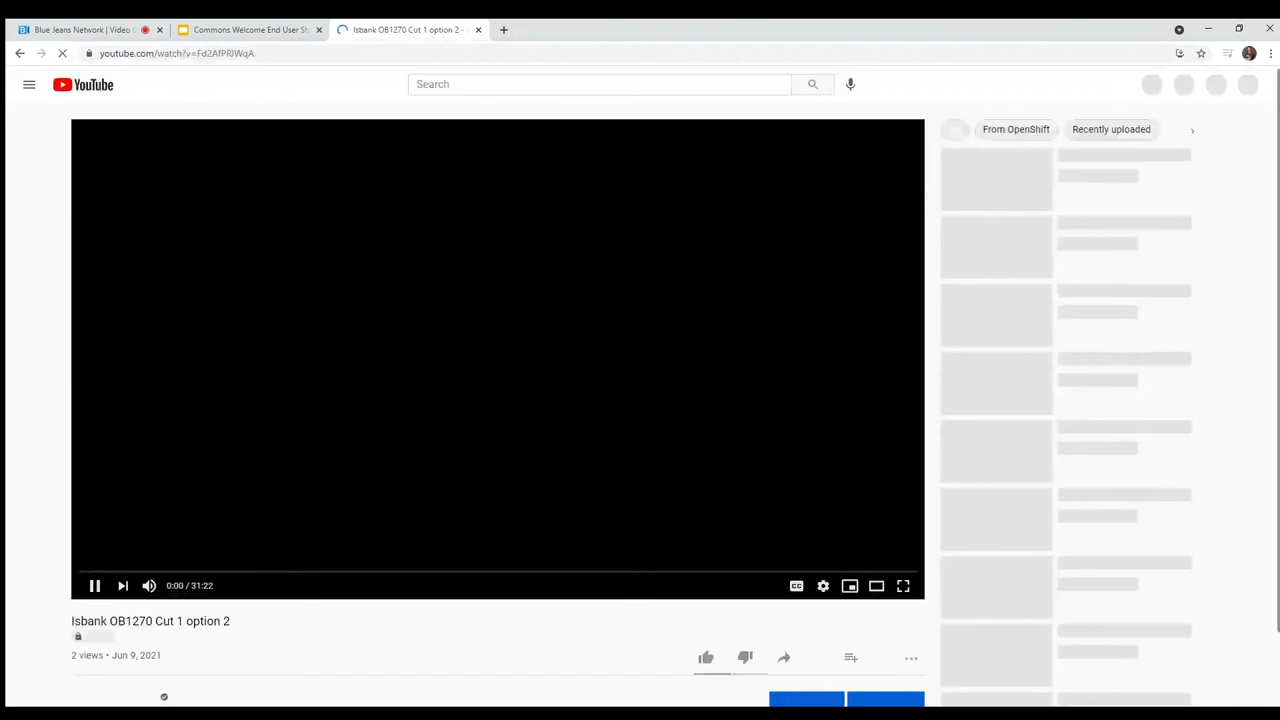 Blue Jeans Network | Video C
Commons Welcome End User St
Isbank OB1270 Cut 1 option 2 -
youtube.com/watch?v=Fd2AfPRlWqA
YouTube
Search
From OpenShift
Recently uploaded
0:00 / 31:22
CC
Isbank OB1270 Cut 1 option 2
2 views • Jun 9, 2021